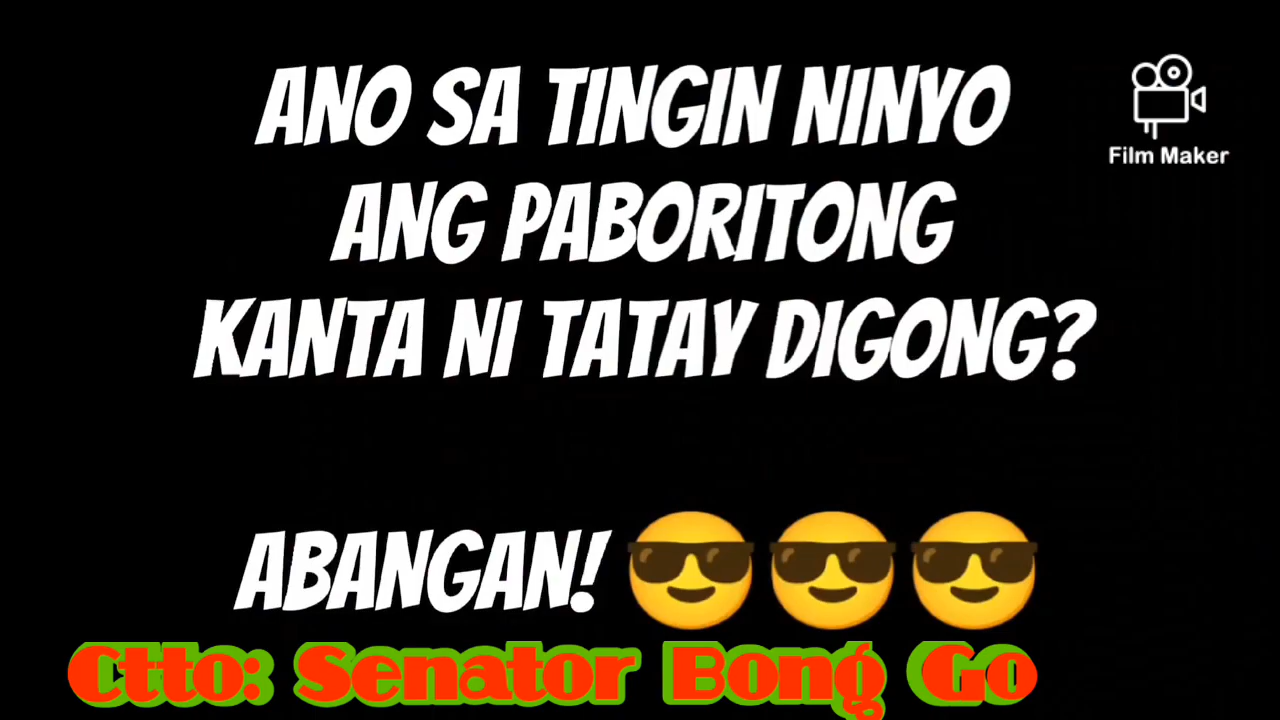 ANO SA TINGIN NINYO
Film Maker
ANG PABORITONG
KANTA NI TATAY DIGONG?
ABANGAN! 😎😎😎
Ctto: Senator Bong Go